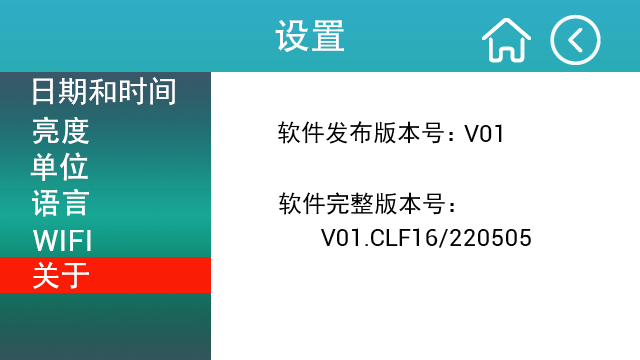 设置
日期和时间
亮度
单位
语言
WIFI
关于
软件发布版本号：V01
软件完整版本号：
V01.CLF16/220505